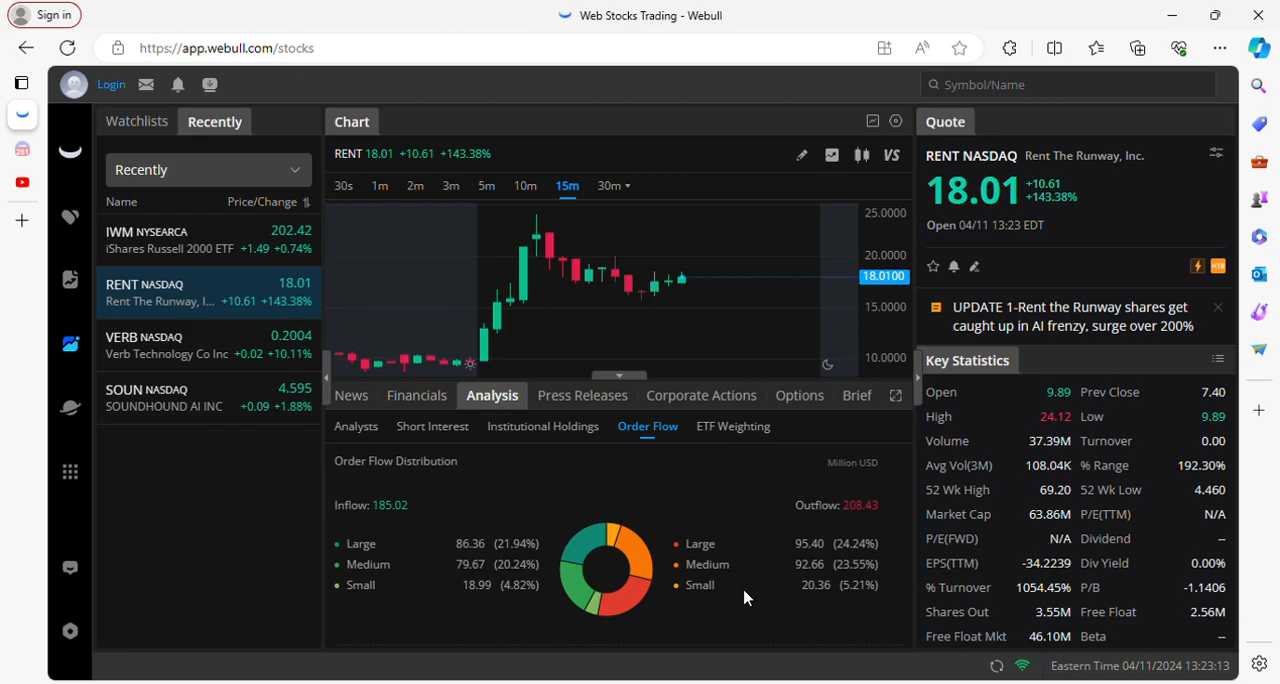 Sign in
Web Stocks Trading - Webull
https://app.webull.com/stocks
Login
Symbol/Name
Watchlists Recently
Recently
Name Price/Change
IWM NYSEARCA 202.42
iShares Russell 2000 ETF +1.49 +0.74%
RENT NASDAQ 18.01
Rent The Runway, I... +10.61 +143.38%
VERB NASDAQ 0.2004
Verb Technology Co Inc +0.02 +10.11%
SOUN NASDAQ 4.595
SOUNDHOUND AI INC +0.09 +1.88%
Chart
RENT 18.01 +10.61 +143.38%
VS
30s 1m 2m 3m 5m 10m 15m 30m
25.0000
20.0000
18.0100
15.0000
10.0000
News Financials Analysis Press Releases Corporate Actions Options Brief
Analysts Short Interest Institutional Holdings Order Flow ETF Weighting
Order Flow Distribution Million USD
Inflow: 185.02 Outflow: 208.43
Large 86.36 (21.94%) Large 95.40 (24.24%)
Medium 79.67 (20.24%) Medium 92.66 (23.55%)
Small 18.99 (4.82%) Small 20.36 (5.21%)
Quote
RENT NASDAQ Rent The Runway, Inc.
18.01 +10.61
+143.38%
Open 04/11 13:23 EDT
UPDATE 1-Rent the Runway shares get
caught up in AI frenzy, surge over 200%
Key Statistics
Open 9.89 Prev Close 7.40
High 24.12 Low 9.89
Volume 37.39M Turnover 0.00
Avg Vol(3M) 108.04K % Range 192.30%
52 Wk High 69.20 52 Wk Low 4.460
Market Cap 63.86M P/E(TTM) N/A
P/E(FWD) N/A Dividend --
EPS(TTM) -34.2239 Div Yield 0.00%
% Turnover 1054.45% P/B -1.1406
Shares Out 3.55M Free Float 2.56M
Free Float Mkt 46.10M Beta --
Eastern Time 04/11/2024 13:23:13